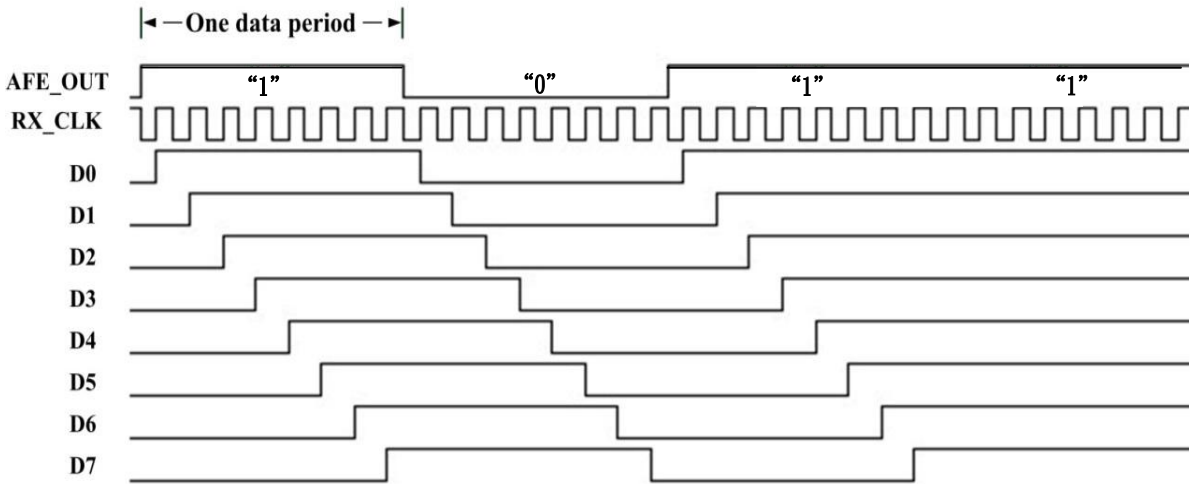 One data period
AFE_OUT “1” “0” “1” “1”
RX_CLK
D0
D1
D2
D3
D4
D5
D6
D7